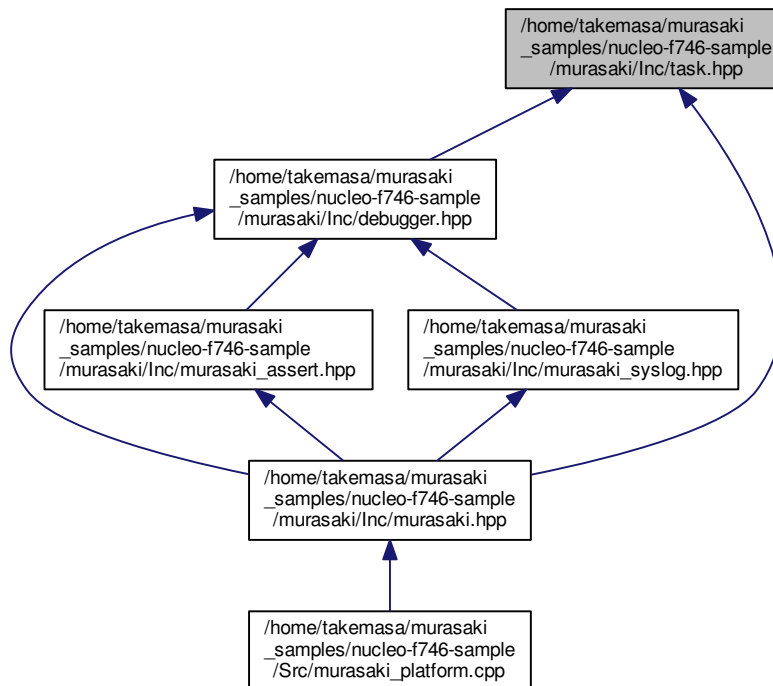 /home/takemasa/murasaki
_samples/nucleo-f746-sample
/murasaki/Inc/task.hpp
/home/takemasa/murasaki
_samples/nucleo-f746-sample
/murasaki/Inc/debugger.hpp
/home/takemasa/murasaki
_samples/nucleo-f746-sample
/murasaki/Inc/murasaki_assert.hpp
/home/takemasa/murasaki
_samples/nucleo-f746-sample
/murasaki/Inc/murasaki_syslog.hpp
/home/takemasa/murasaki
_samples/nucleo-f746-sample
/murasaki/Inc/murasaki.hpp
/home/takemasa/murasaki
_samples/nucleo-f746-sample
/Src/murasaki_platform.cpp